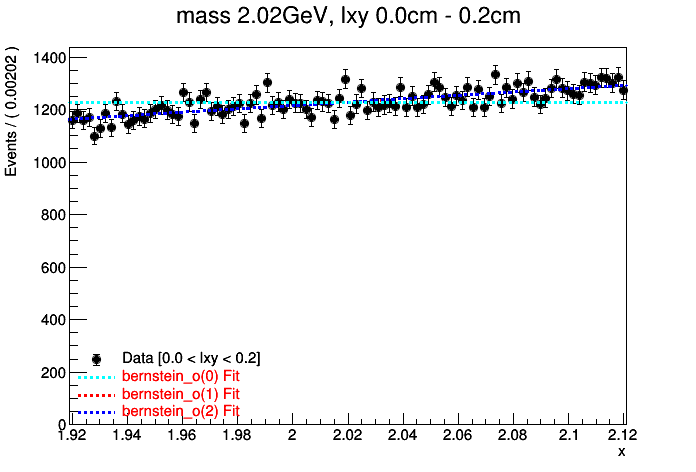 mass 2.02GeV, lxy 0.0cm - 0.2cm
Events / ( 0.00202 )
1400
1200
1000
800
600
400
200
0
Data [0.0 < lxy < 0.2]
bernstein_o(0) Fit
bernstein_o(1) Fit
bernstein_o(2) Fit
1.92 1.94 1.96 1.98 2 2.02 2.04 2.06 2.08 2.1 2.12
x